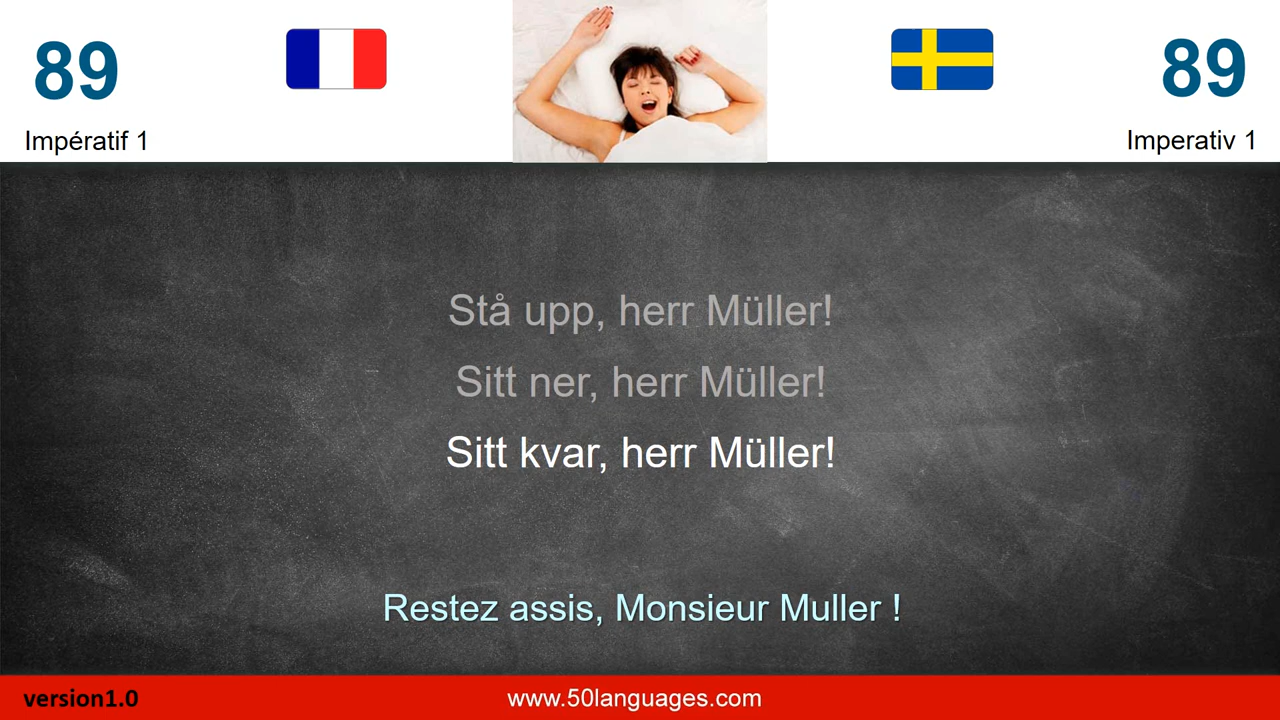 89
89
Impératif 1
Imperativ 1
Stå upp, herr Müller!
Sitt ner, herr Müller!
Sitt kvar, herr Müller!
Restez assis, Monsieur Muller !
version1.0
www.50languages.com